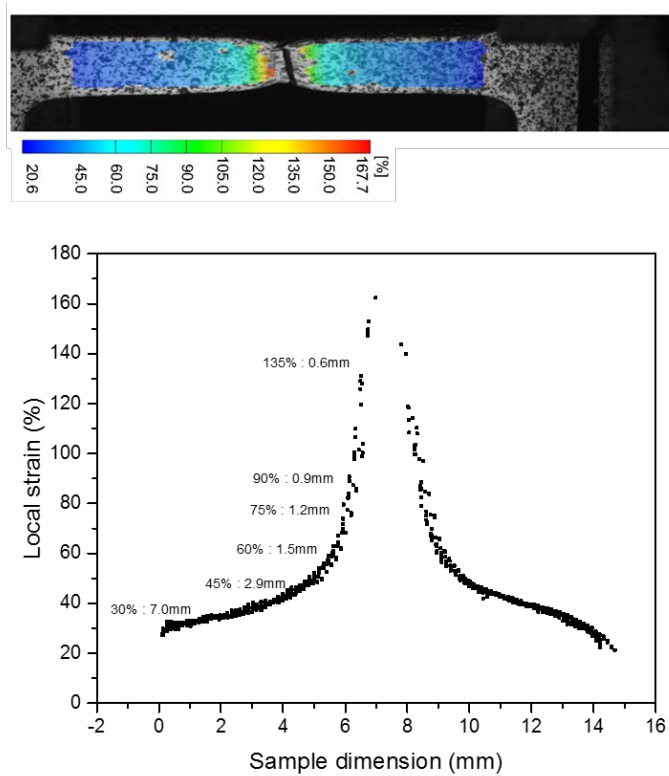 [%]
20.6 45.0 60.0 75.0 90.0 105.0 120.0 135.0 150.0 167.7
180
160
140
135% : 0.6mm
120
100
90% : 0.9mm
80
75% : 1.2mm
60
60% : 1.5mm
45% : 2.9mm
40
30% : 7.0mm
20
0
-2 0 2 4 6 8 10 12 14 16
Local strain (%)
Sample dimension (mm)